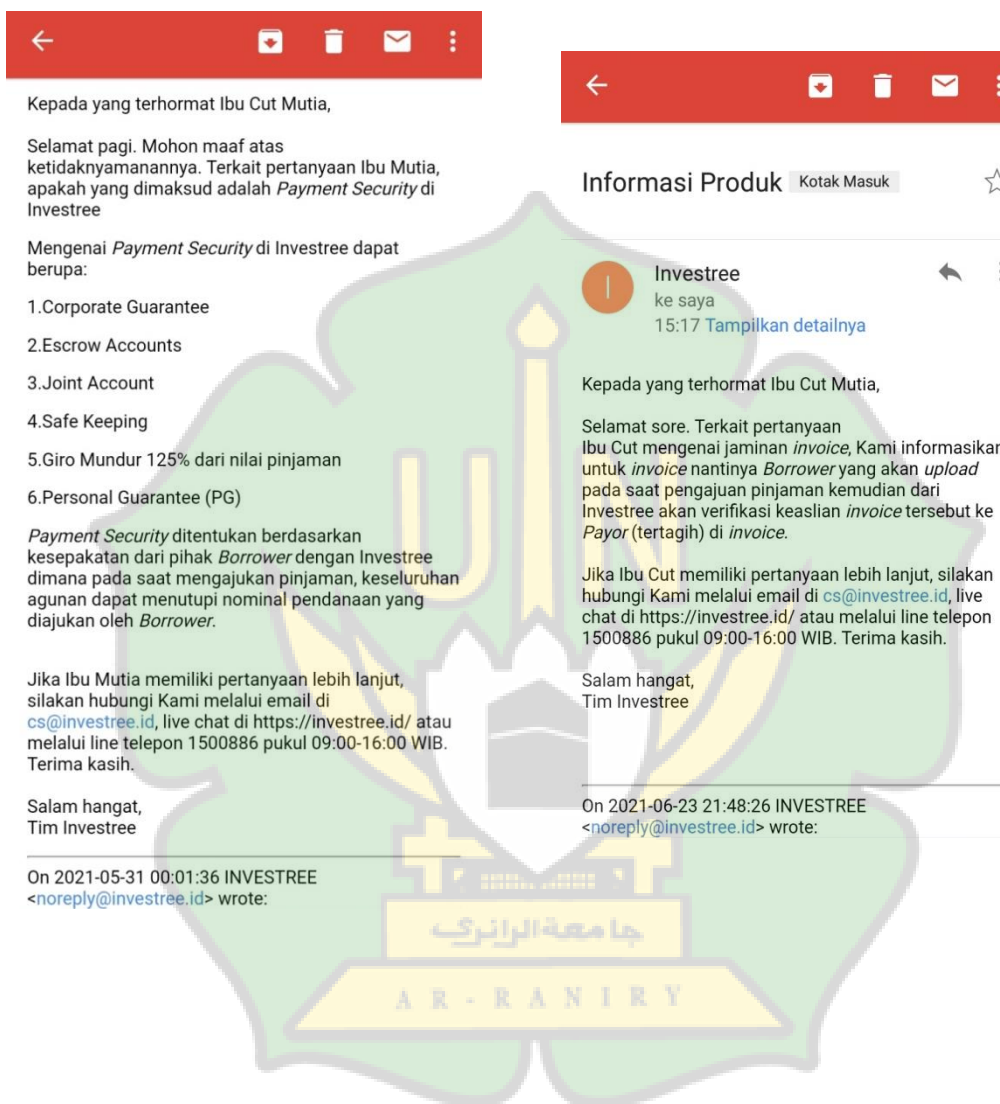 Kepada yang terhormat Ibu Cut Mutia,
Selamat pagi. Mohon maaf atas
ketidaknyamanannya. Terkait pertanyaan Ibu Mutia,
apakah yang dimaksud adalah Payment Security di
Investree
Mengenai Payment Security di Investree dapat
berupa:
1.Corporate Guarantee
2.Escrow Accounts
3.Joint Account
4.Safe Keeping
5.Giro Mundur 125% dari nilai pinjaman
6.Personal Guarantee (PG)
Payment Security ditentukan berdasarkan
kesepakatan dari pihak Borrower dengan Investree
dimana pada saat mengajukan pinjaman, keseluruhan
agunan dapat menutupi nominal pendanaan yang
diajukan oleh Borrower.
Jika Ibu Mutia memiliki pertanyaan lebih lanjut,
silakan hubungi Kami melalui email di
cs@investree.id, live chat di https://investree.id/ atau
melalui line telepon 1500886 pukul 09:00-16:00 WIB.
Terima kasih.
Salam hangat,
Tim Investree
On 2021-05-31 00:01:36 INVESTREE
<noreply@investree.id> wrote:
Informasi Produk Kotak Masuk
I
Investree
ke saya
15:17 Tampilkan detailnya
Kepada yang terhormat Ibu Cut Mutia,
Selamat sore. Terkait pertanyaan
Ibu Cut mengenai jaminan invoice, Kami informasikan
untuk invoice nantinya Borrower yang akan upload
pada saat pengajuan pinjaman kemudian dari
Investree akan verifikasi keaslian invoice tersebut ke
Payor (tertagih) di invoice.
Jika Ibu Cut memiliki pertanyaan lebih lanjut, silakan
hubungi Kami melalui email di cs@investree.id, live
chat di https://investree.id/ atau melalui line telepon
1500886 pukul 09:00-16:00 WIB. Terima kasih.
Salam hangat,
Tim Investree
On 2021-06-23 21:48:26 INVESTREE
<noreply@investree.id> wrote:
UIN
جامعة الرانري
AR-RANIRY